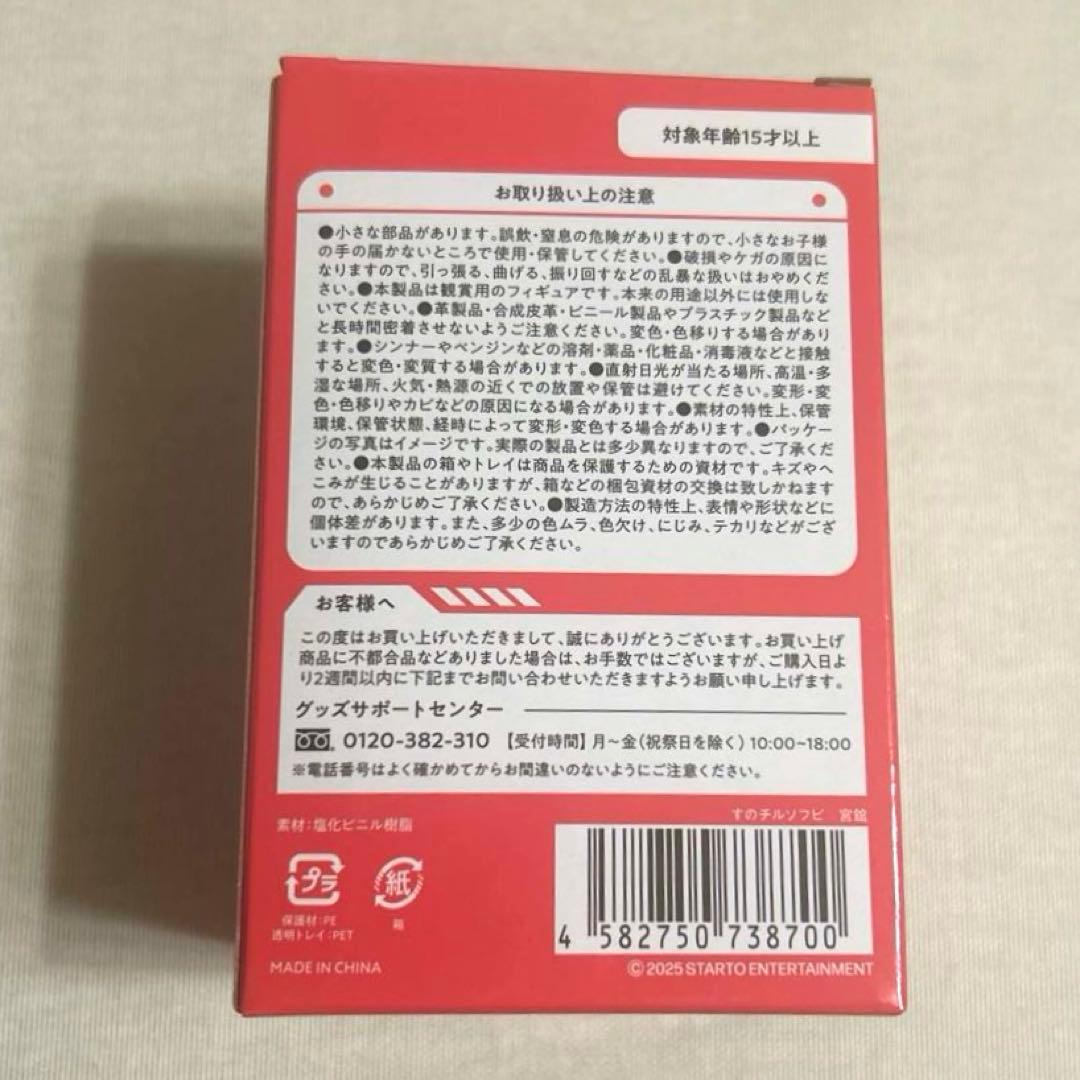 対象年齢15才以上
お取り扱い上の注意
●小さな部品があります。誤飲・窒息の危険がありますので、小さなお子様
の手の届かないところで使用・保管してください。●破損やケガの原因に
なりますので、引っ張る、曲げる、振り回すなどの乱暴な扱いはおやめくだ
さい。●本製品は観賞用のフィギュアです。本来の用途以外には使用しな
いでください。●革製品・合成皮革・ビニール製品やプラスチック製品など
と長時間密着させないようご注意ください。変色・色移りする場合があり
ます。●シンナーやベンジンなどの溶剤・薬品・化粧品・消毒液などと接触
すると変色・変質する場合があります。●直射日光が当たる場所、高温・多
湿な場所、火気・熱源の近くでの放置や保管は避けてください。変形・変
色・色移りやカビなどの原因になる場合があります。●素材の特性上、保管
環境、保管状態、経時によって変形・変色する場合があります。●パッケー
ジの写真はイメージです。実際の製品とは多少異なりますので、ご了承くだ
さい。●本製品の箱やトレイは商品を保護するための資材です。キズやへ
こみが生じることがありますが、箱などの梱包資材の交換は致しかねます
ので、あらかじめご了承ください。●製造方法の特性上、表情や形状などに
個体差があります。また、多少の色ムラ、色欠け、にじみ、テカリなどがござ
いますのであらかじめご了承ください。
お客様へ
この度はお買い上げいただきまして、誠にありがとうございます。お買い上げ
商品に不都合品などありました場合は、お手数ではございますが、ご購入日よ
り2週間以内に下記までお問い合わせいただきますようお願い申し上げます。
グッズサポートセンター
0120-382-310 【受付時間】月～金(祝祭日を除く)10:00~18:00
※電話番号はよく確かめてからお間違いのないようにご注意ください。
素材：塩化ビニル樹脂
すのチルソフビ 宮舘
プラ
紙
保護材：PE
透明トレイ：PET
箱
4 582750 738700
MADE IN CHINA
©2025 STARTO ENTERTAINMENT